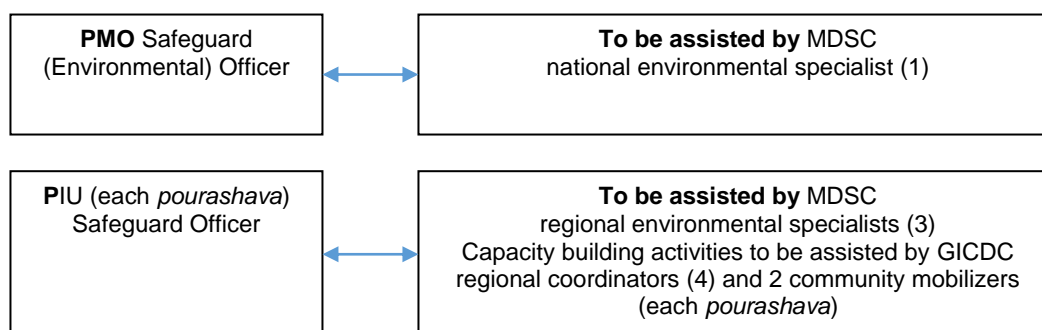 PMO Safeguard
(Environmental) Officer
To be assisted by MDSC
national environmental specialist (1)
PIU (each pourashava)
Safeguard Officer
To be assisted by MDSC
regional environmental specialists (3)
Capacity building activities to be assisted by GICDC
regional coordinators (4) and 2 community mobilizers
(each pourashava)